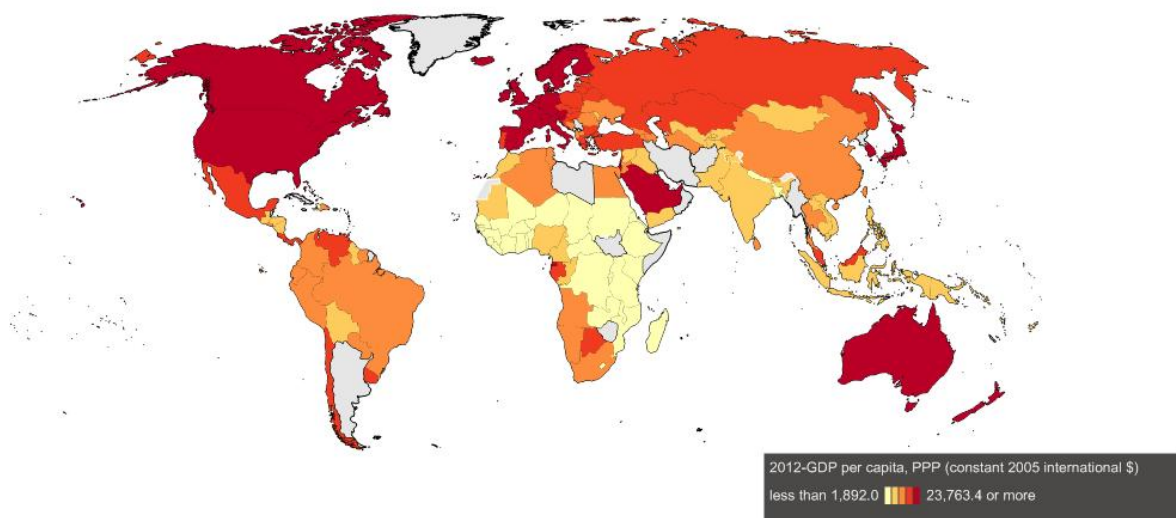 2012-GDP per capita, PPP (constant 2005 international $)
less than 1,892.0 23,763.4 or more